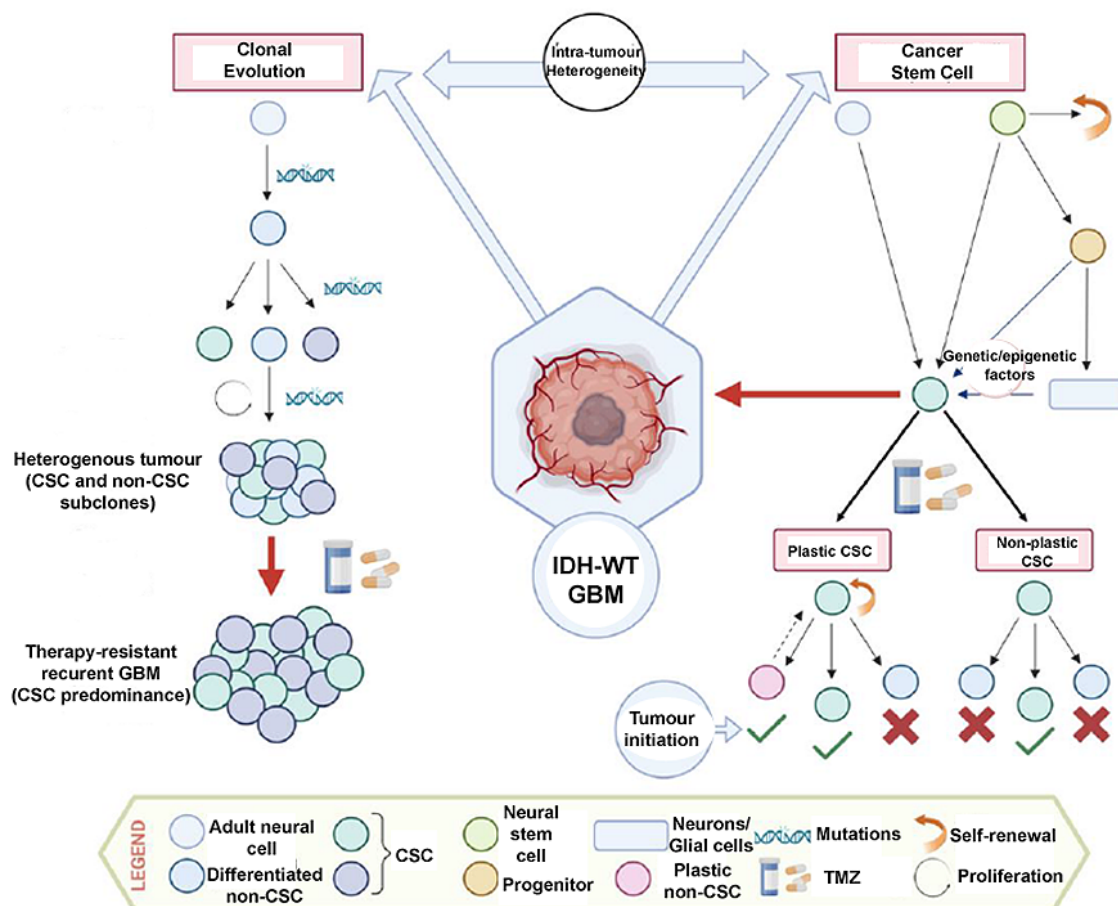 Clonal
Evolution
Intra-tumour
Heterogeneity
Cancer
Stem Cell
Genetic/epigenetic
factors
Heterogenous tumour
(CSC and non-CSC
subclones)
Therapy-resistant
recurent GBM
(CSC predominance)
IDH-WT
GBM
Plastic CSC
Non-plastic
CSC
Tumour
initiation
LEGEND
Adult neural
cell
Differentiated
non-CSC
CSC
Neural
stem
cell
Progenitor
Neurons/
Glial cells
Plastic
non-CSC
Mutations
TMZ
Self-renewal
Proliferation